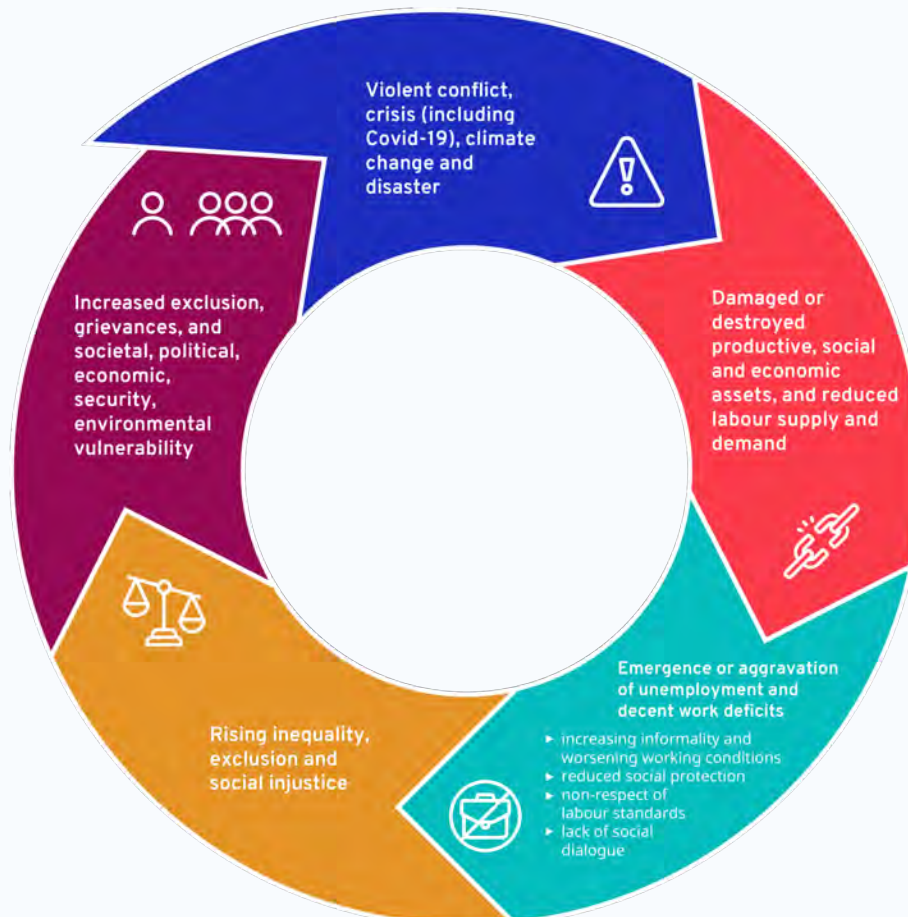 Violent conflict,
crisis (including
Covid-19), climate
change and
disaster
Damaged or
destroyed
productive, social
and economic
assets, and reduced
labour supply and
demand
Emergence or aggravation
of unemployment and
decent work deficits
▸ increasing informality and
worsening working conditions
▸ reduced social protection
▸ non-respect of
labour standards
▸ lack of social
dialogue
Rising inequality,
exclusion and
social injustice
Increased exclusion,
grievances, and
societal, political,
economic,
security,
environmental
vulnerability